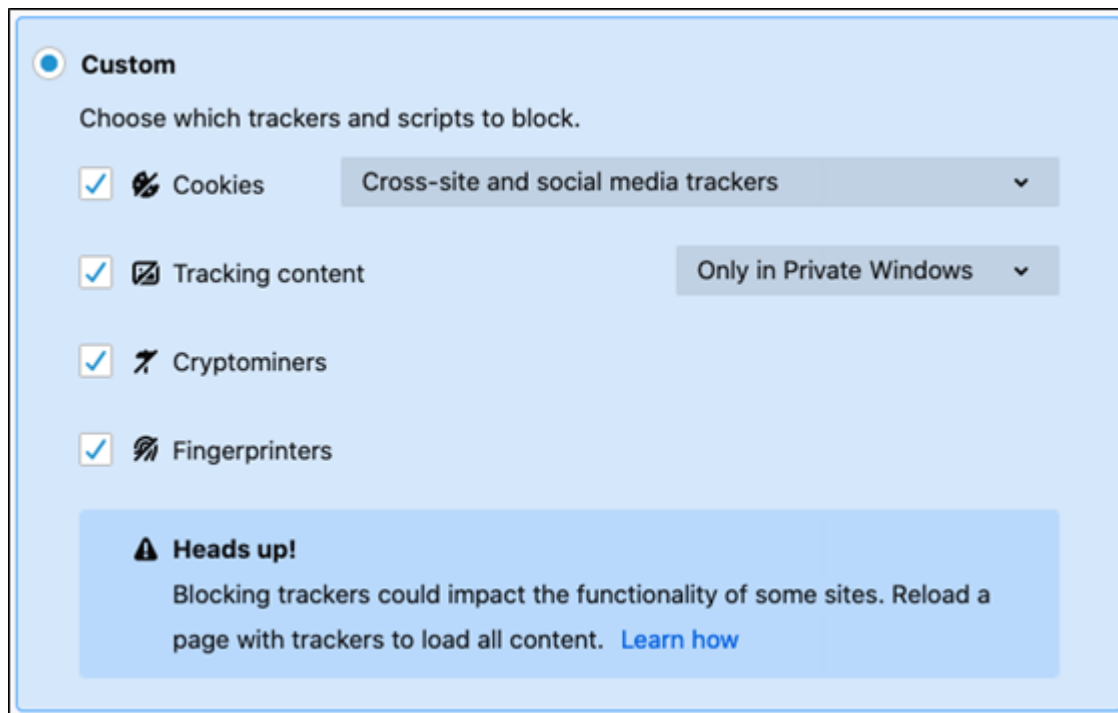 Custom
Choose which trackers and scripts to block.
Cookies Cross-site and social media trackers
Tracking content Only in Private Windows
Cryptominers
Fingerprinters
Heads up!
Blocking trackers could impact the functionality of some sites. Reload a
page with trackers to load all content. Learn how